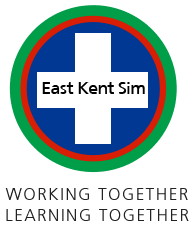 East Kent Sim
WORKING TOGETHER
LEARNING TOGETHER